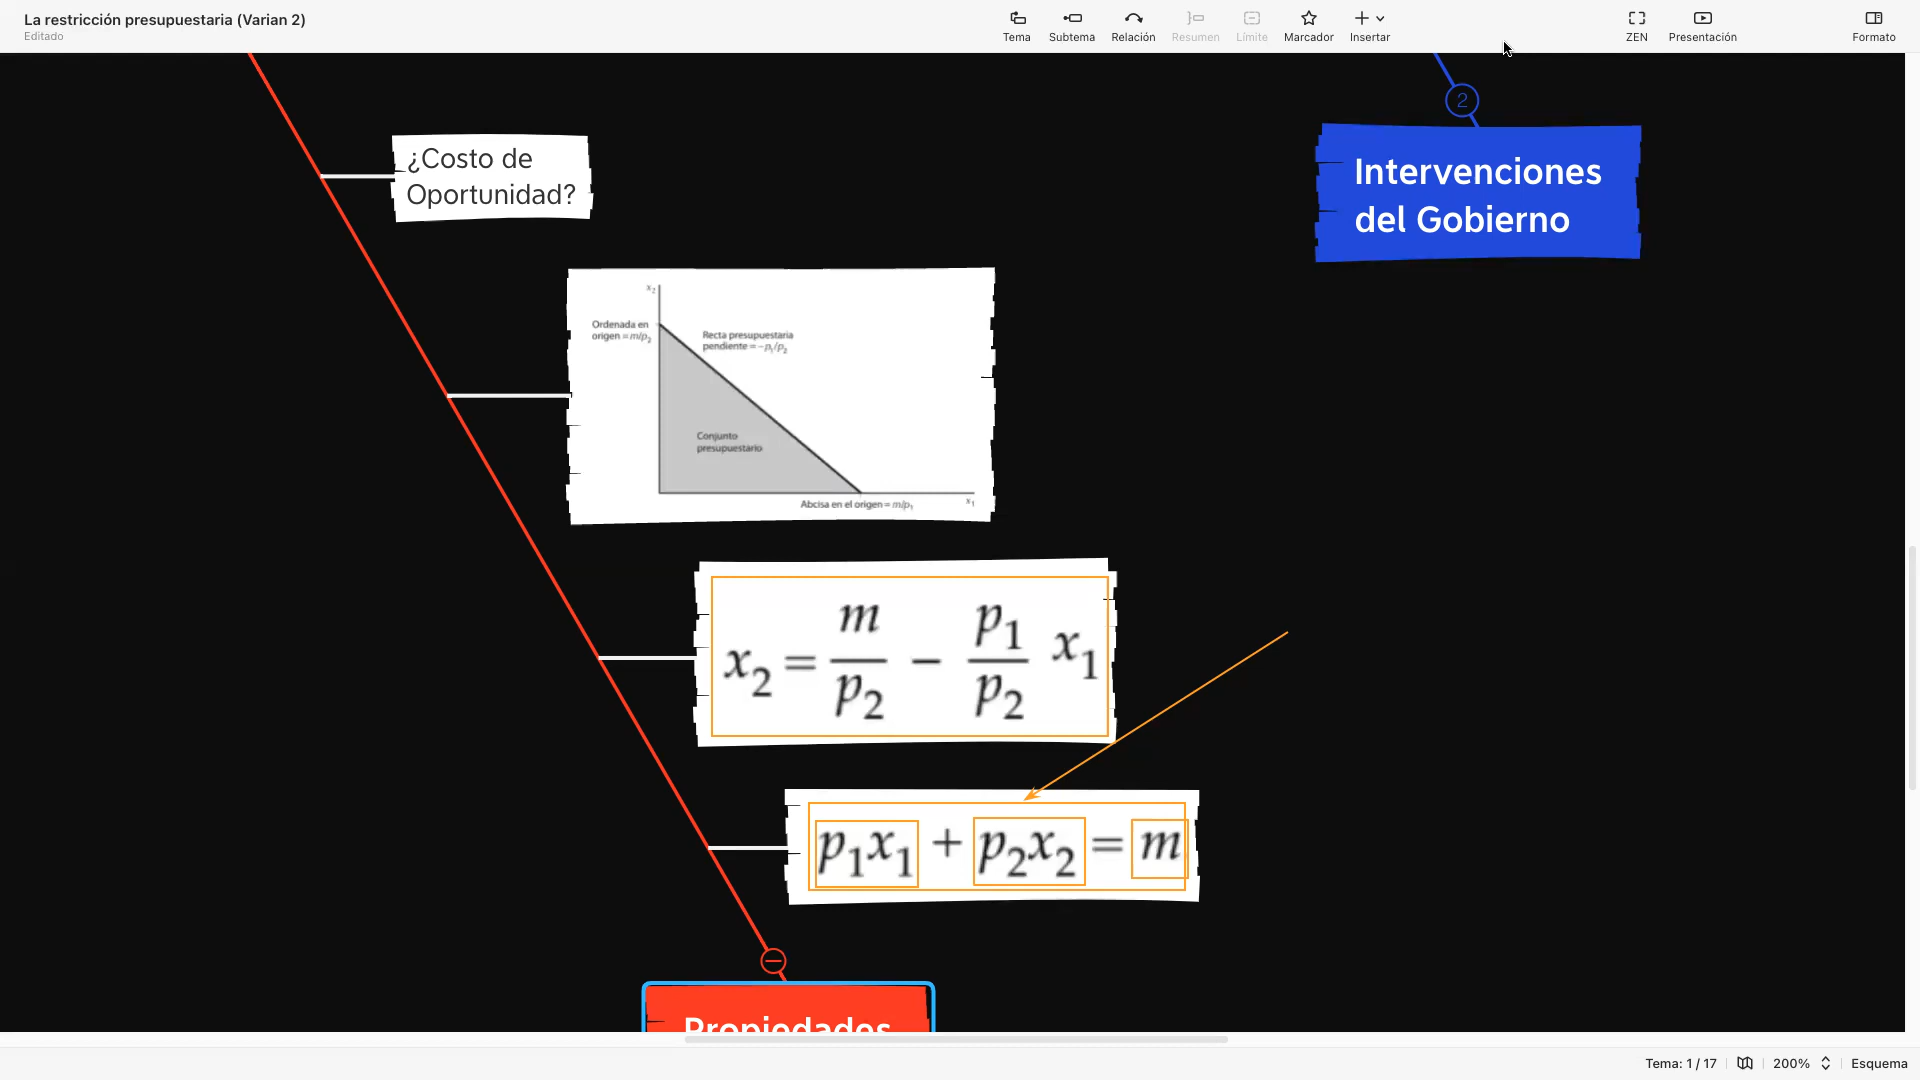 La restricción presupuestaria (Varian 2)
Editado
Tema
Subtema
Relación
Resumen
Límite
Marcador
Insertar
ZEN
Presentación
Formato
2
Intervenciones
del Gobierno
¿Costo de
Oportunidad?
x₂
Ordenada en
origen = m/p₂
Recta presupuestaria
pendiente = −p₁/p₂
Conjunto
presupuestario
Abcisa en el origen = m/p₁
x₁
x₂ = m/p₂ − p₁/p₂ x₁
p₁x₁ + p₂x₂ = m
Propiedades
Tema: 1 / 17
200%
Esquema